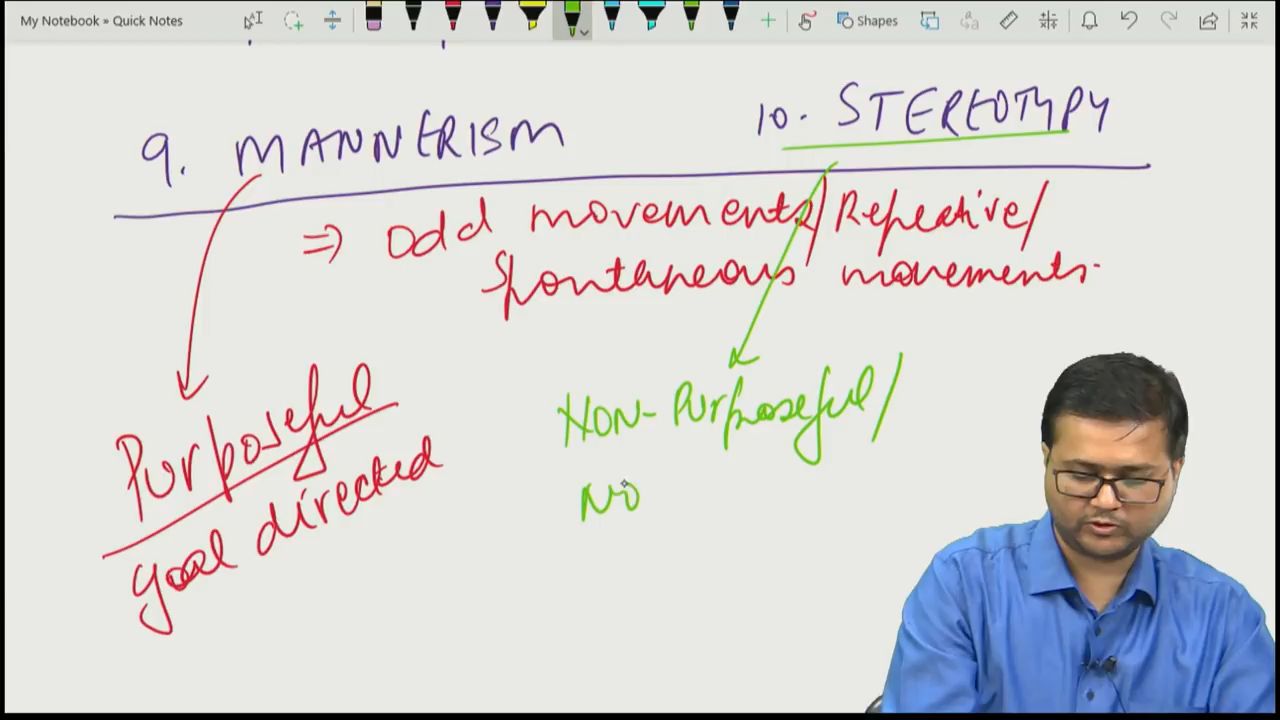 My Notebook » Quick Notes
Shapes
9. MANNERISM
10. STEREOTYPY
⇒ Odd movements/Repeative/
Spontaneous movements.
Purposeful
goal directed
NON-Purposeful/
NO